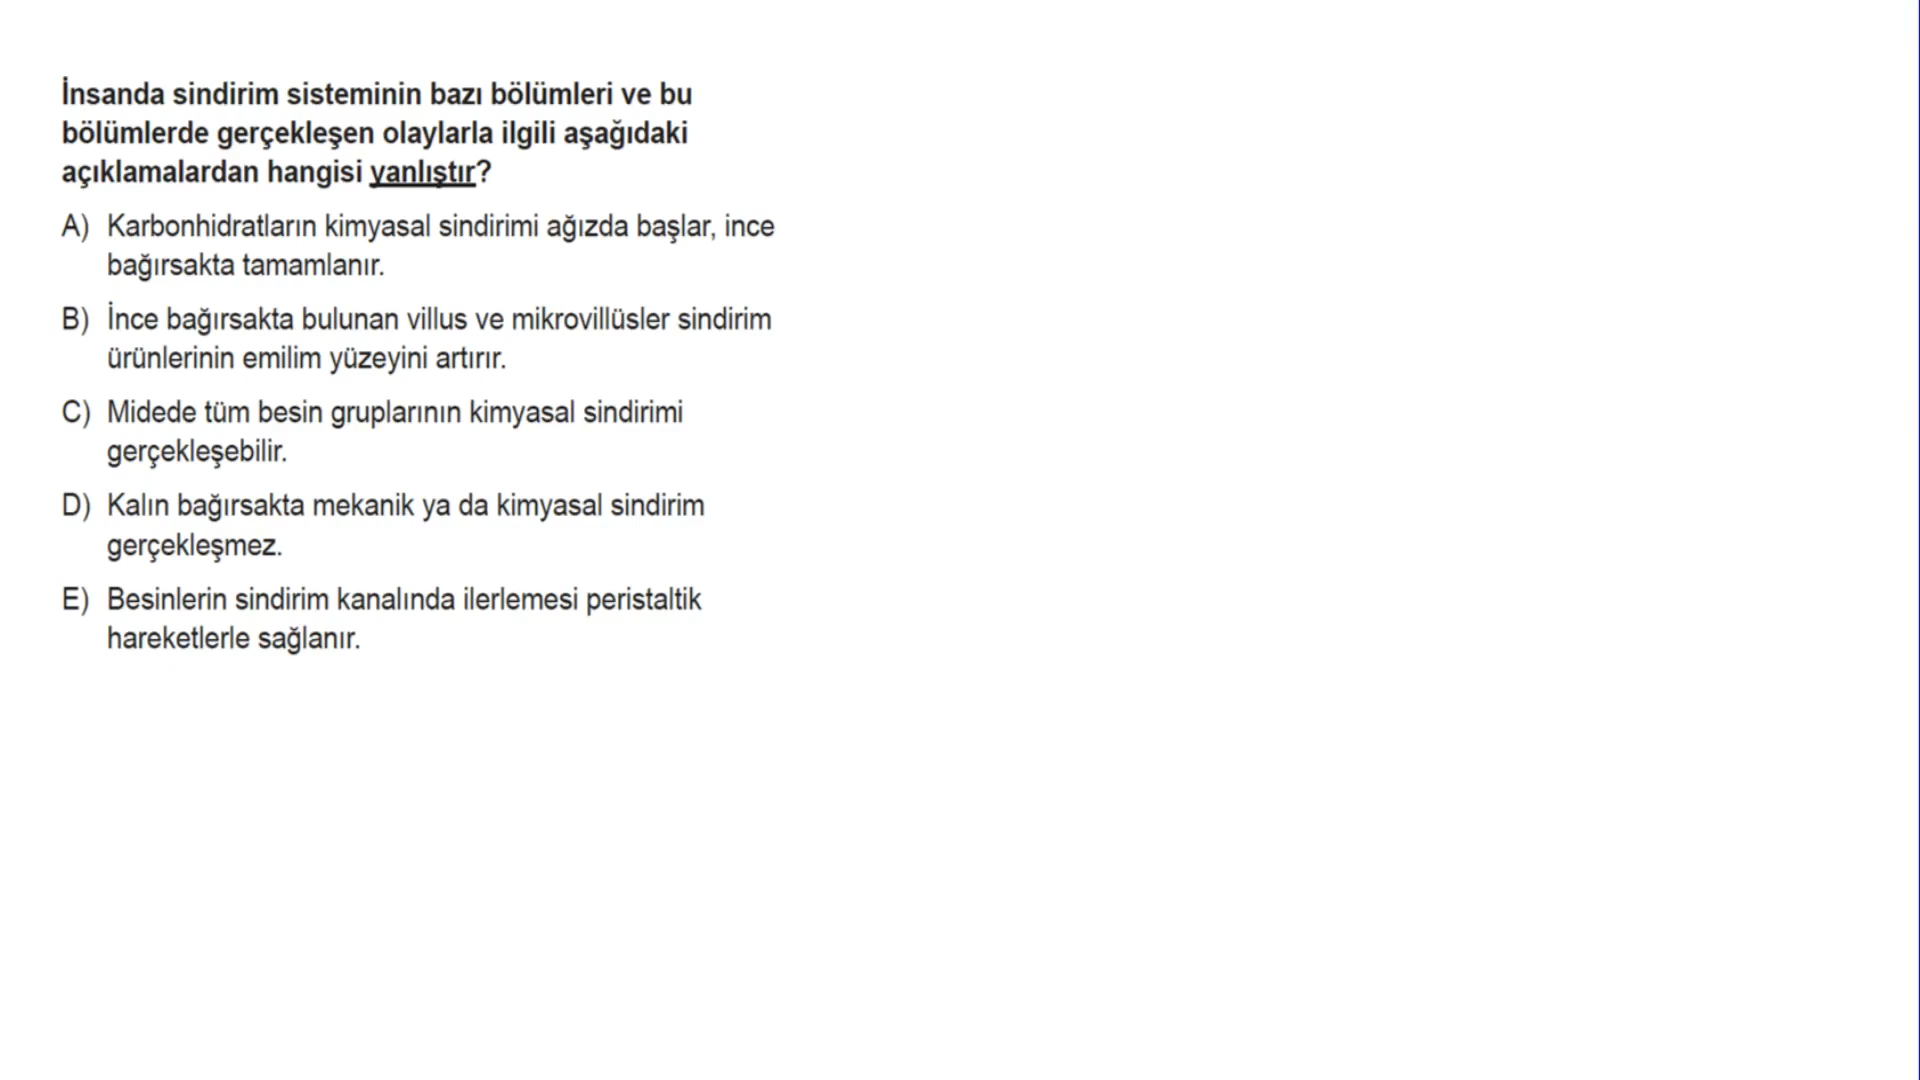 İnsanda sindirim sisteminin bazı bölümleri ve bu
bölümlerde gerçekleşen olaylarla ilgili aşağıdaki
açıklamalardan hangisi yanlıştır?
A) Karbonhidratların kimyasal sindirimi ağızda başlar, ince
bağırsakta tamamlanır.
B) İnce bağırsakta bulunan villus ve mikrovillüsler sindirim
ürünlerinin emilim yüzeyini artırır.
C) Midede tüm besin gruplarının kimyasal sindirimi
gerçekleşebilir.
D) Kalın bağırsakta mekanik ya da kimyasal sindirim
gerçekleşmez.
E) Besinlerin sindirim kanalında ilerlemesi peristaltik
hareketlerle sağlanır.